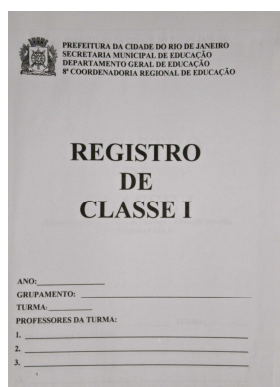 PREFEITURA DA CIDADE DO RIO DE JANEIRO
SECRETARIA MUNICIPAL DE EDUCAÇÃO
DEPARTAMENTO GERAL DE EDUCAÇÃO
8ª COORDENADORIA REGIONAL DE EDUCAÇÃO
REGISTRO
DE
CLASSE I
ANO:
GRUPAMENTO:
TURMA:
PROFESSORES DA TURMA:
1.
2.
3.